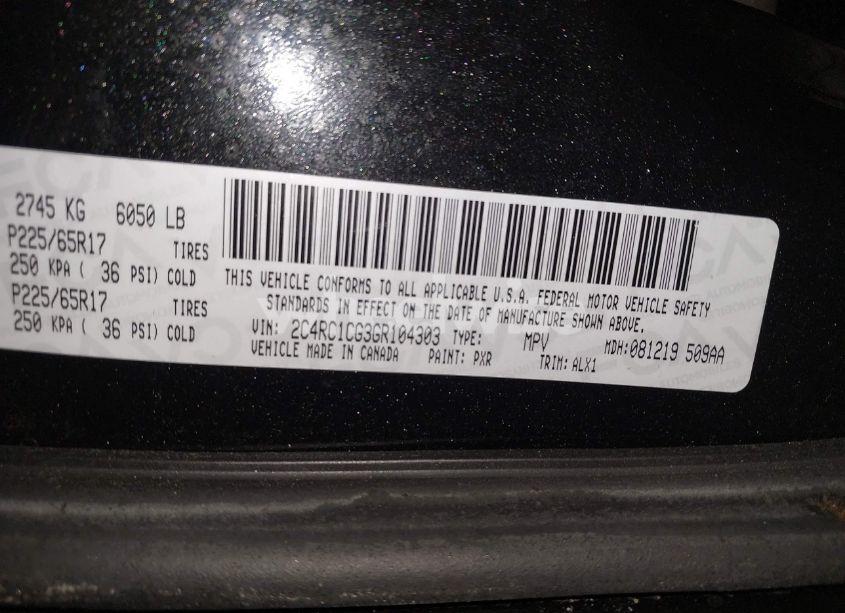 2745 KG 6050 LB
P225/65R17 TIRES
250 KPA ( 36 PSI) COLD
P225/65R17 TIRES
250 KPA ( 36 PSI) COLD
THIS VEHICLE CONFORMS TO ALL APPLICABLE U.S.A. FEDERAL MOTOR VEHICLE SAFETY
STANDARDS IN EFFECT ON THE DATE OF MANUFACTURE SHOWN ABOVE.
VIN: 2C4RC1CG3GR104303 TYPE: MPV MDH:081219 509AA
VEHICLE MADE IN CANADA PAINT: PXR TRIM: ALX1